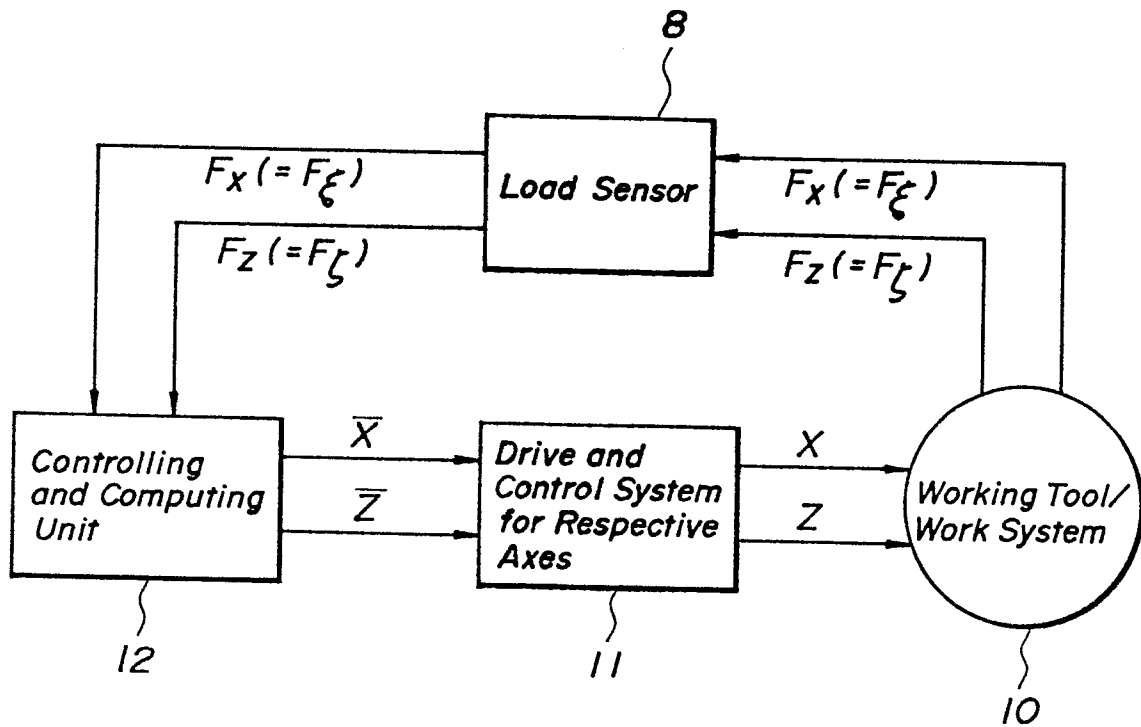 8
Load Sensor
Fx (= Fξ)
Fz (= Fζ)
Fx (= Fξ)
Fz (= Fζ)
Controlling
and Computing
Unit
X̅
Z̅
Drive and
Control System
for Respective
Axes
X
Z
Working Tool/
Work System
12
11
10